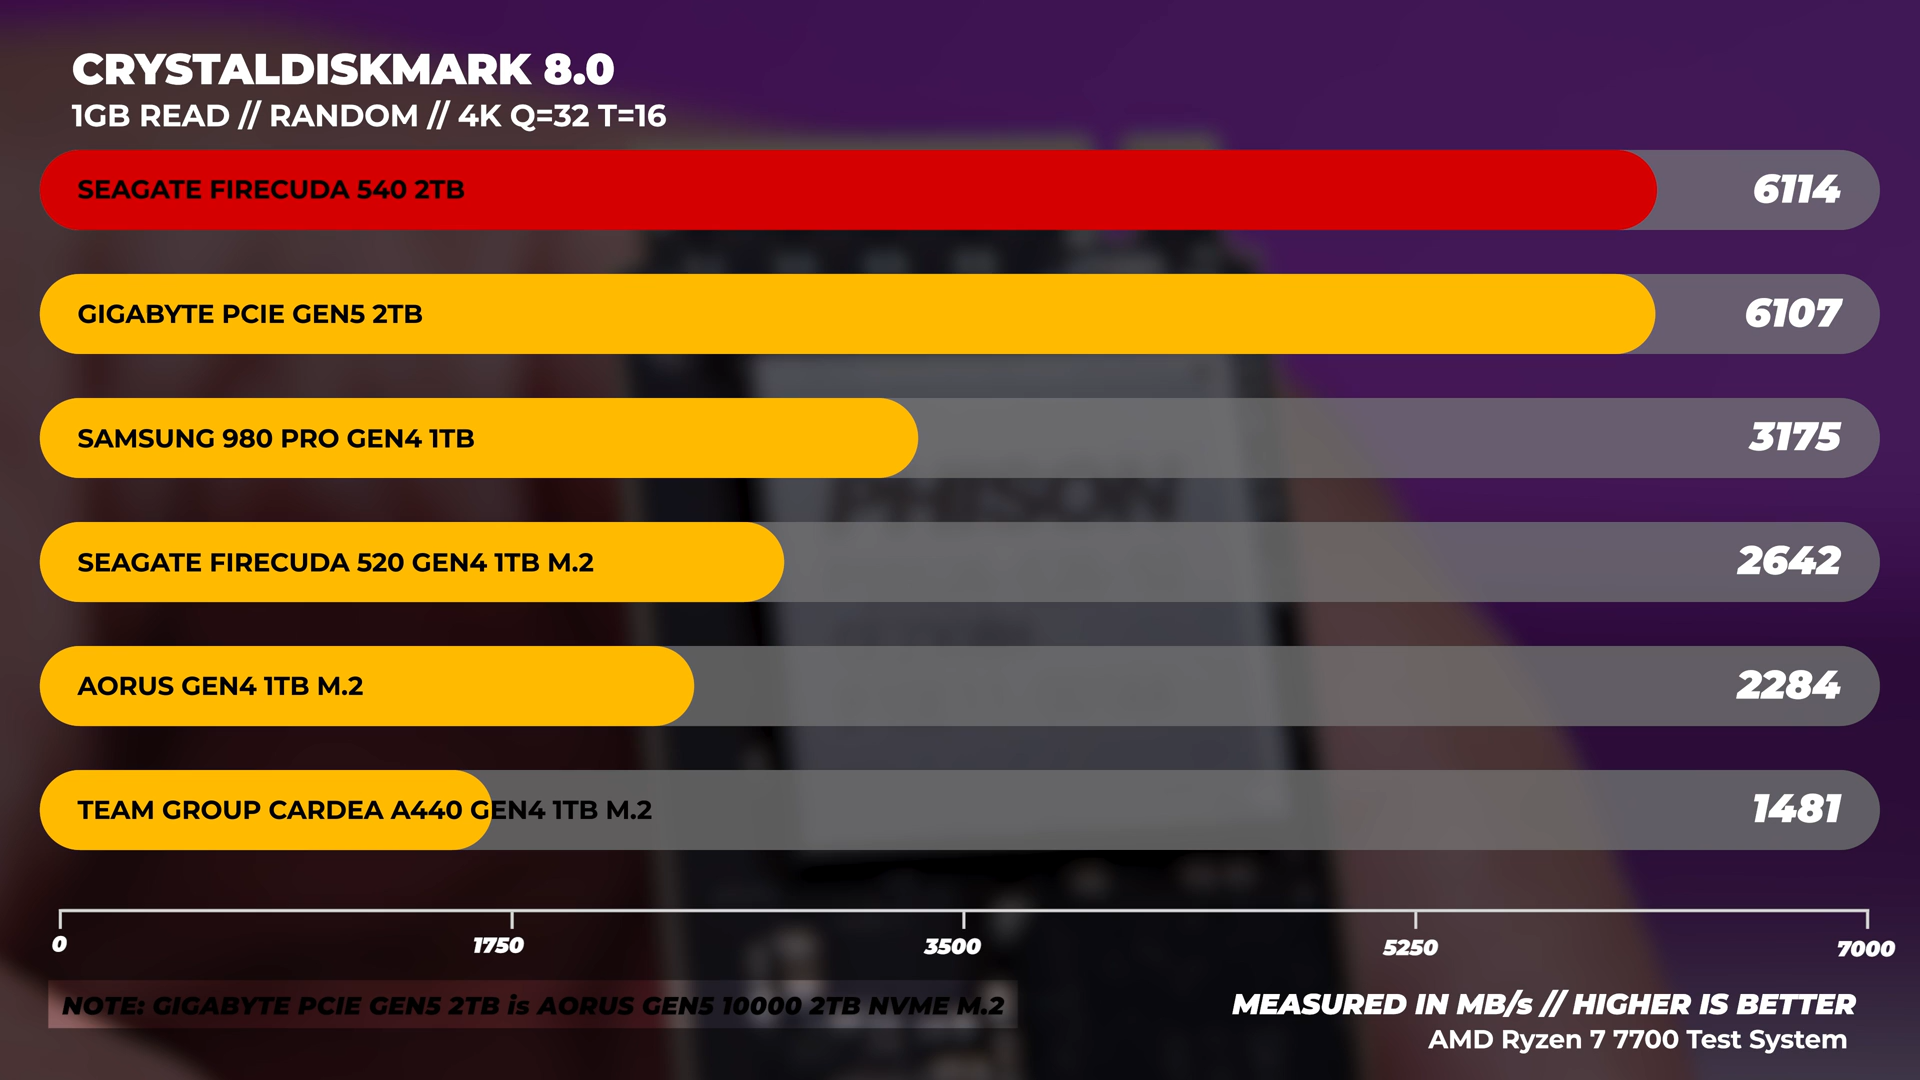 CRYSTALDISKMARK 8.0
1GB READ // RANDOM // 4K Q=32 T=16
SEAGATE FIRECUDA 540 2TB
6114
GIGABYTE PCIE GEN5 2TB
6107
SAMSUNG 980 PRO GEN4 1TB
3175
PHISON
SEAGATE FIRECUDA 520 GEN4 1TB M.2
2642
AORUS GEN4 1TB M.2
2284
TEAM GROUP CARDEA A440 GEN4 1TB M.2
1481
0 1750 3500 5250 7000
NOTE: GIGABYTE PCIE GEN5 2TB is AORUS GEN5 10000 2TB NVME M.2
MEASURED IN MB/s // HIGHER IS BETTER
AMD Ryzen 7 7700 Test System